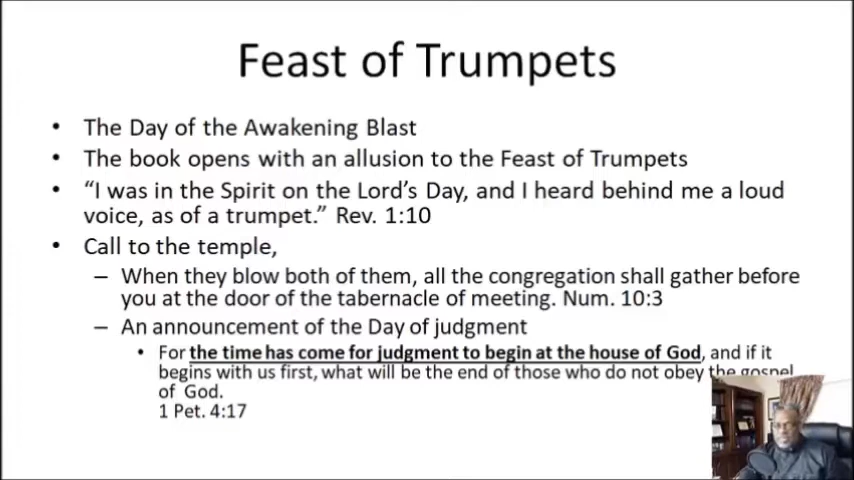 Feast of Trumpets
• The Day of the Awakening Blast
• The book opens with an allusion to the Feast of Trumpets
• “I was in the Spirit on the Lord’s Day, and I heard behind me a loud
voice, as of a trumpet.” Rev. 1:10
• Call to the temple,
– When they blow both of them, all the congregation shall gather before
you at the door of the tabernacle of meeting. Num. 10:3
– An announcement of the Day of judgment
• For the time has come for judgment to begin at the house of God, and if it
begins with us first, what will be the end of those who do not obey the gospel
of God.
1 Pet. 4:17